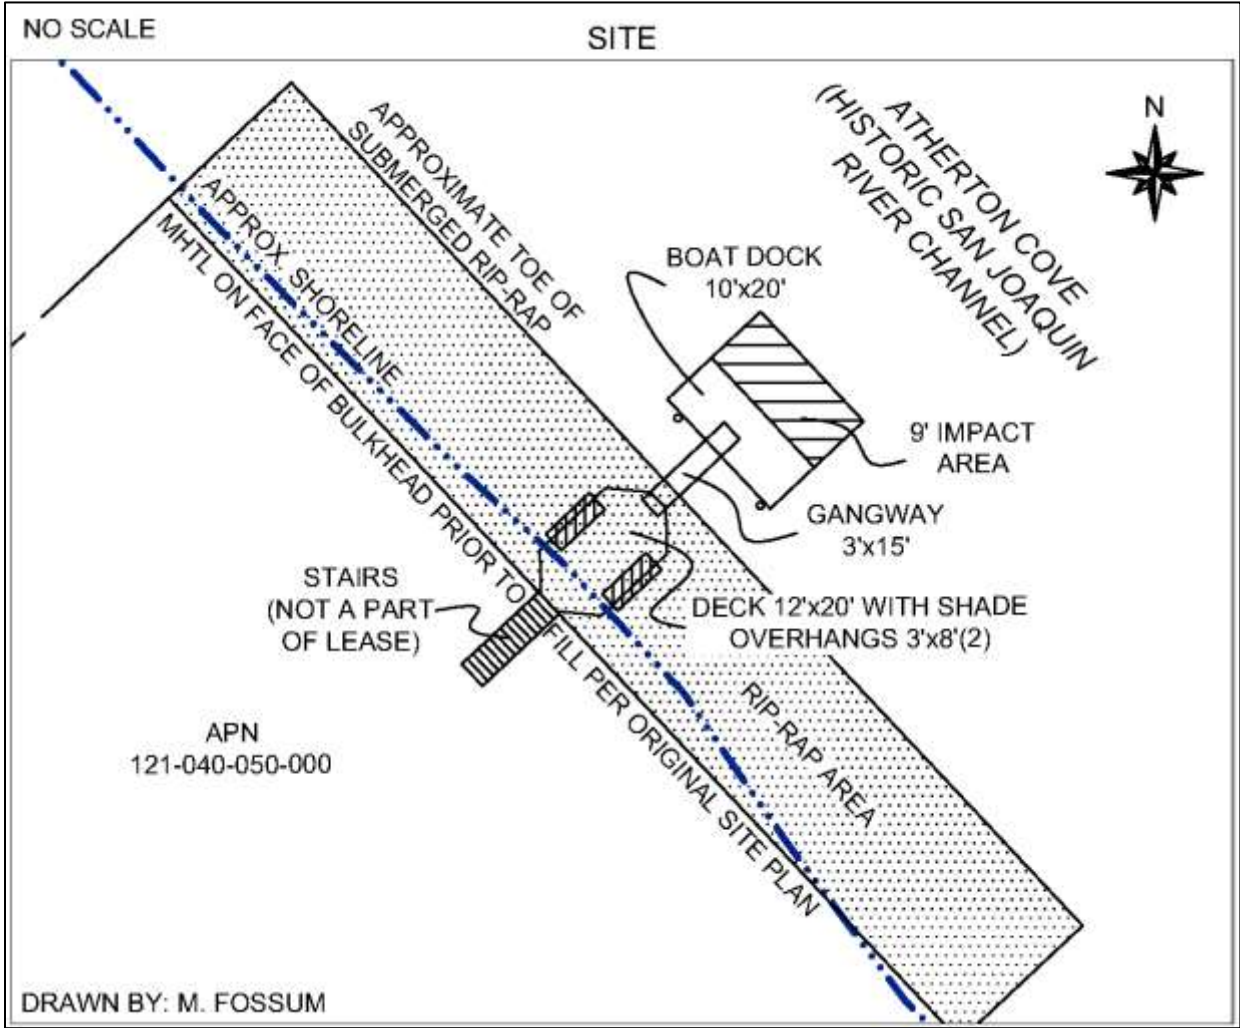 NO SCALE
SITE
APPROXIMATE TOE OF
SUBMERGED RIP-RAP
ATHERTON COVE
(HISTORIC SAN JOAQUIN
RIVER CHANNEL)
N
APPROX. SHORELINE
MHTL ON FACE OF BULKHEAD PRIOR TO FILL PER ORIGINAL SITE PLAN
BOAT DOCK
10'x20'
9' IMPACT
AREA
GANGWAY
3'x15'
STAIRS
(NOT A PART
OF LEASE)
DECK 12'x20' WITH SHADE
OVERHANGS 3'x8'(2)
RIP-RAP AREA
APN
121-040-050-000
DRAWN BY: M. FOSSUM